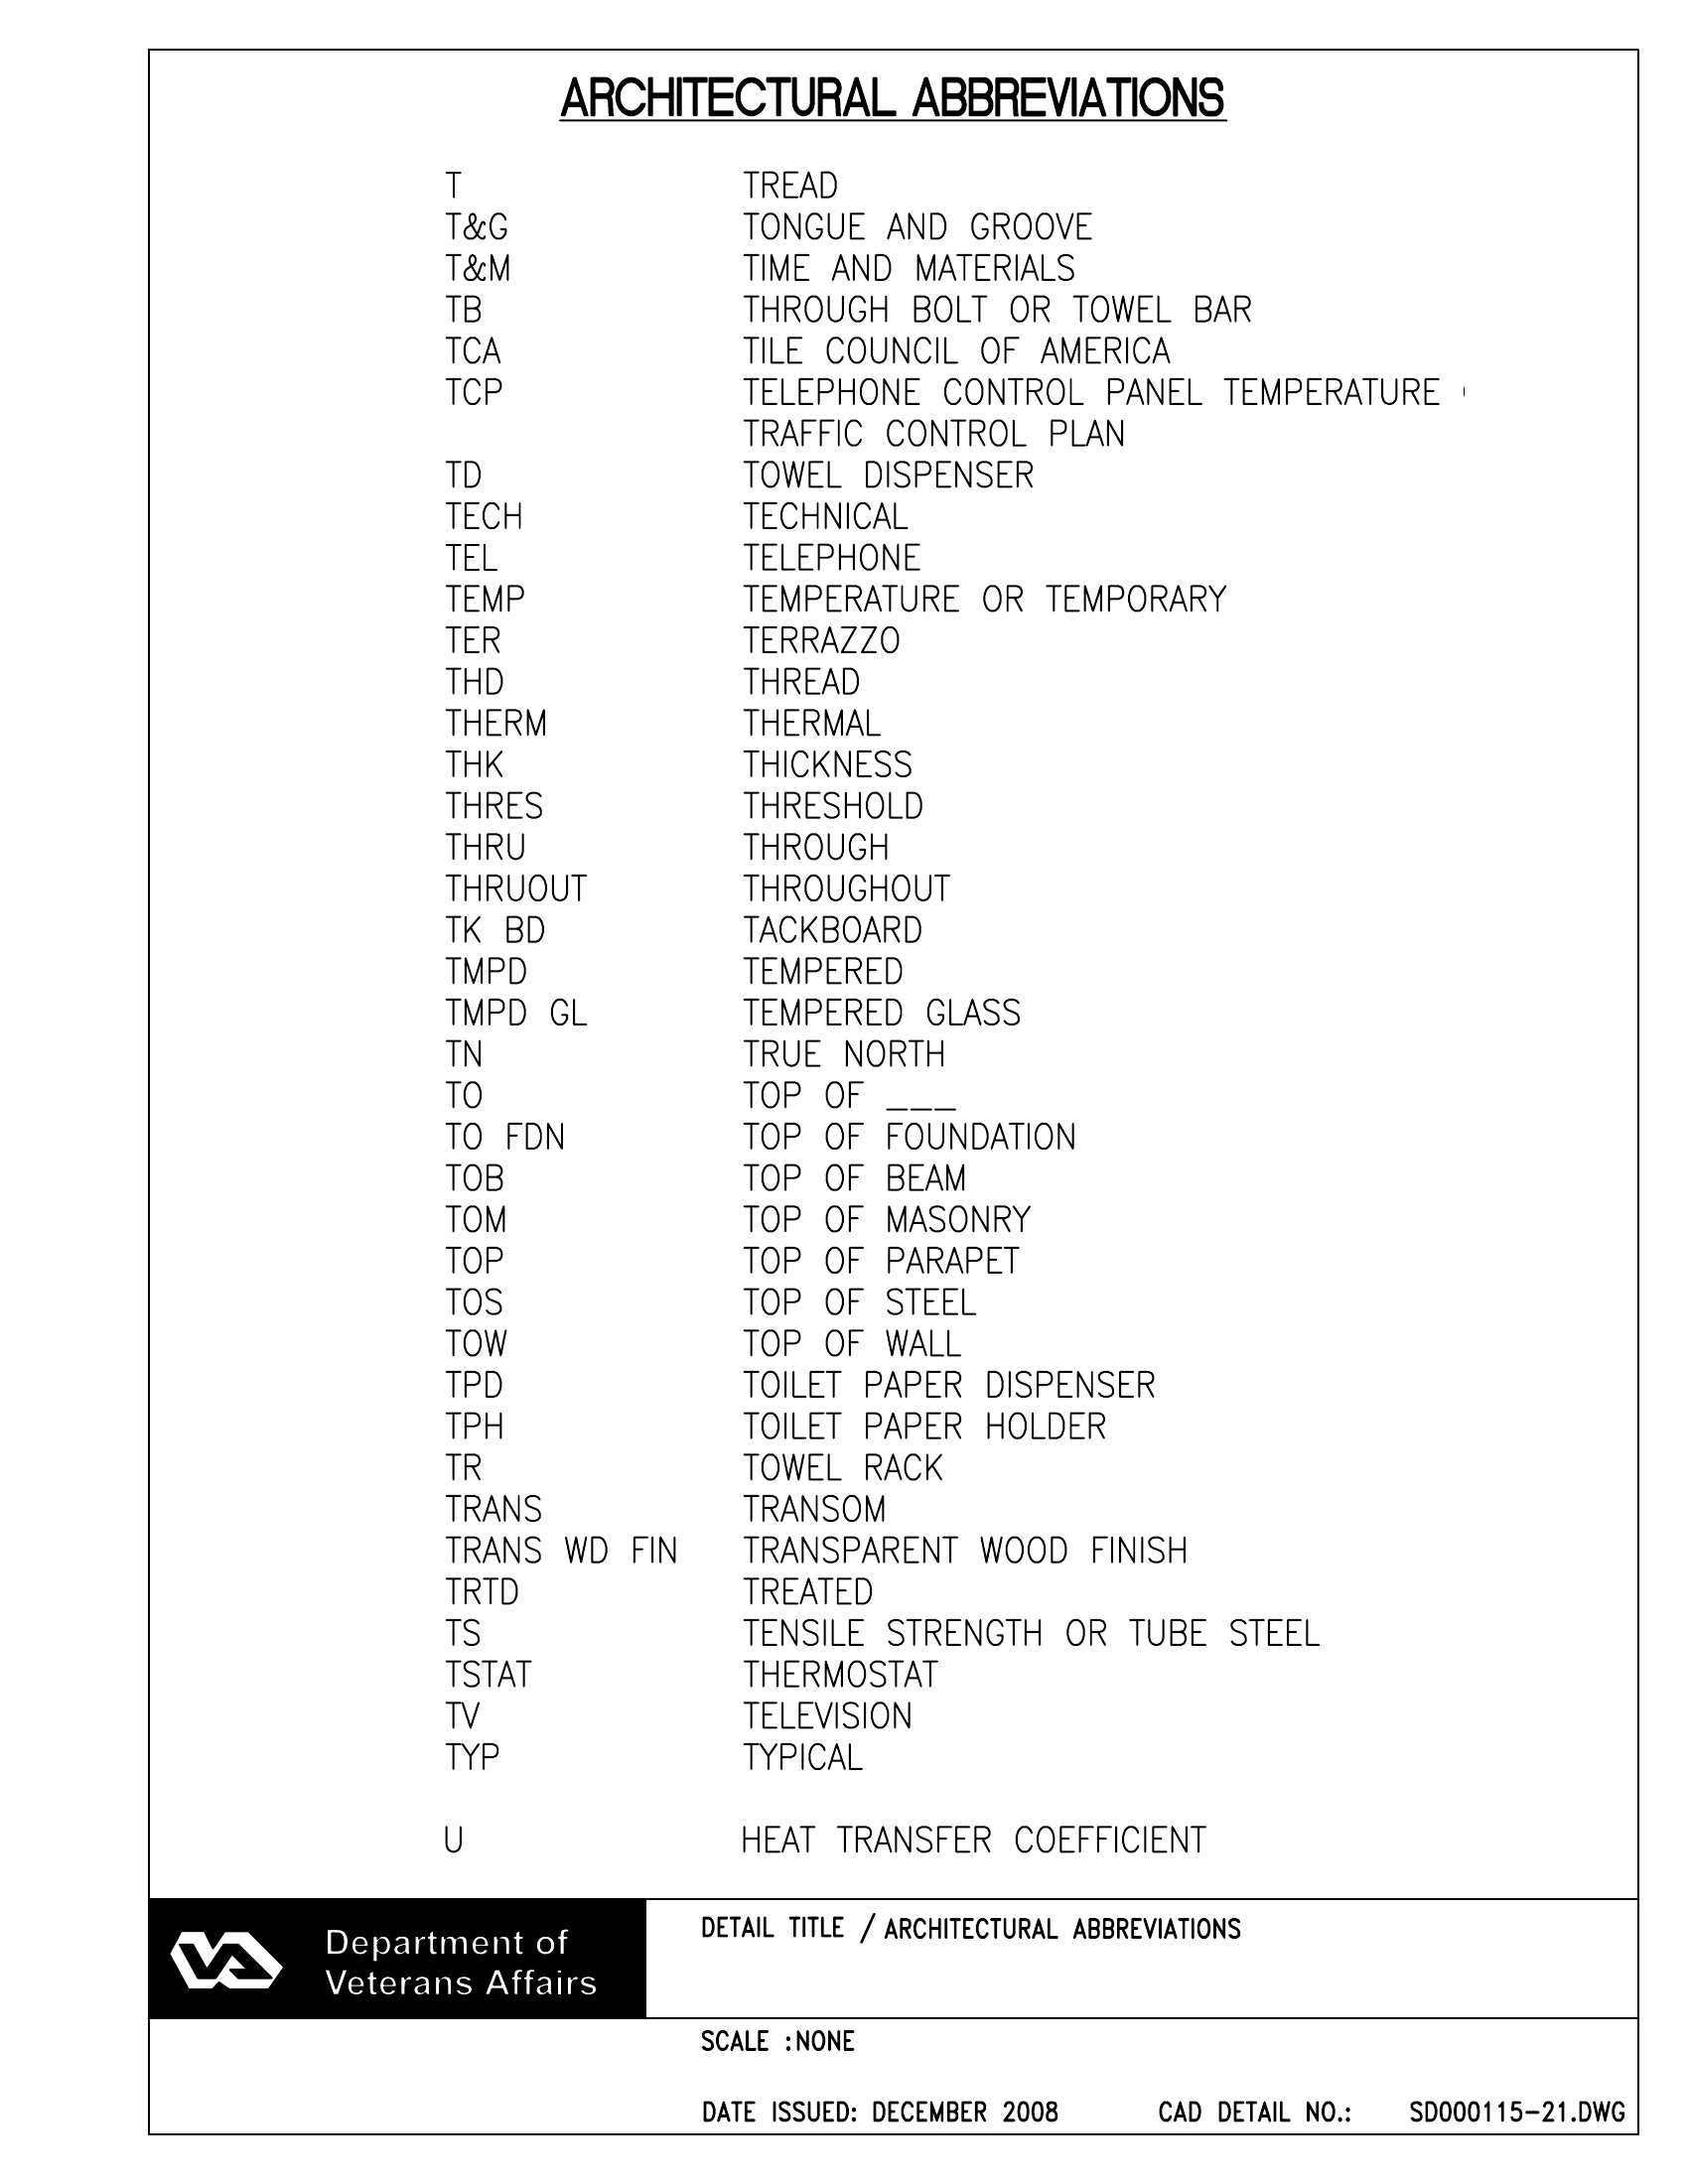 ARCHITECTURAL ABBREVIATIONS
T TREAD
T&G TONGUE AND GROOVE
T&M TIME AND MATERIALS
TB THROUGH BOLT OR TOWEL BAR
TCA TILE COUNCIL OF AMERICA
TCP TELEPHONE CONTROL PANEL TEMPERATURE
TRAFFIC CONTROL PLAN
TD TOWEL DISPENSER
TECH TECHNICAL
TEL TELEPHONE
TEMP TEMPERATURE OR TEMPORARY
TER TERRAZZO
THD THREAD
THERM THERMAL
THK THICKNESS
THRES THRESHOLD
THRU THROUGH
THRUOUT THROUGHOUT
TK BD TACKBOARD
TMPD TEMPERED
TMPD GL TEMPERED GLASS
TN TRUE NORTH
TO TOP OF ___
TO FDN TOP OF FOUNDATION
TOB TOP OF BEAM
TOM TOP OF MASONRY
TOP TOP OF PARAPET
TOS TOP OF STEEL
TOW TOP OF WALL
TPD TOILET PAPER DISPENSER
TPH TOILET PAPER HOLDER
TR TOWEL RACK
TRANS TRANSOM
TRANS WD FIN TRANSPARENT WOOD FINISH
TRTD TREATED
TS TENSILE STRENGTH OR TUBE STEEL
TSTAT THERMOSTAT
TV TELEVISION
TYP TYPICAL
U HEAT TRANSFER COEFFICIENT
Department of
Veterans Affairs
DETAIL TITLE / ARCHITECTURAL ABBREVIATIONS
SCALE :NONE
DATE ISSUED: DECEMBER 2008 CAD DETAIL NO.: SD000115-21.DWG